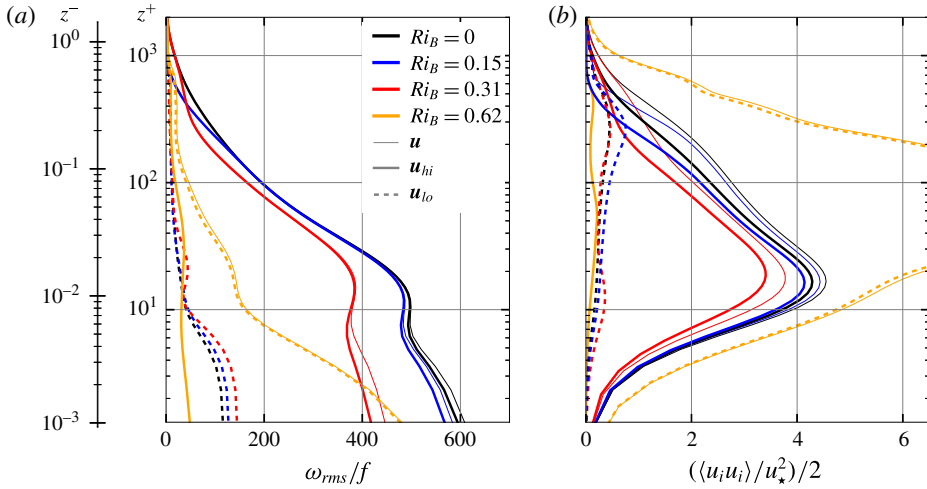 (a) z⁻ z⁺ (b)
10⁰
10³
Ri_B = 0
Ri_B = 0.15
Ri_B = 0.31
Ri_B = 0.62
10⁻¹
10²
u
u_hi
u_lo
10⁻²
10¹
10⁻³
0 200 400 600
0 2 4 6
ω_rms/f
(⟨u_i u_i⟩/u_⋆²)/2